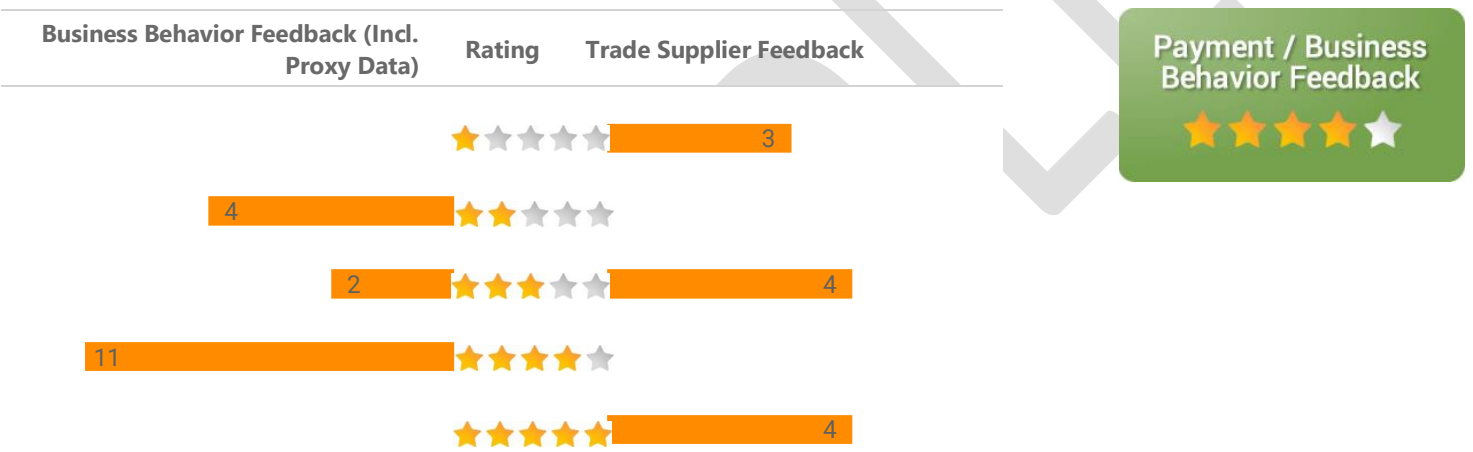 Business Behavior Feedback (Incl.
Proxy Data)
Rating
Trade Supplier Feedback
Payment / Business
Behavior Feedback
3
4
2
4
11
4